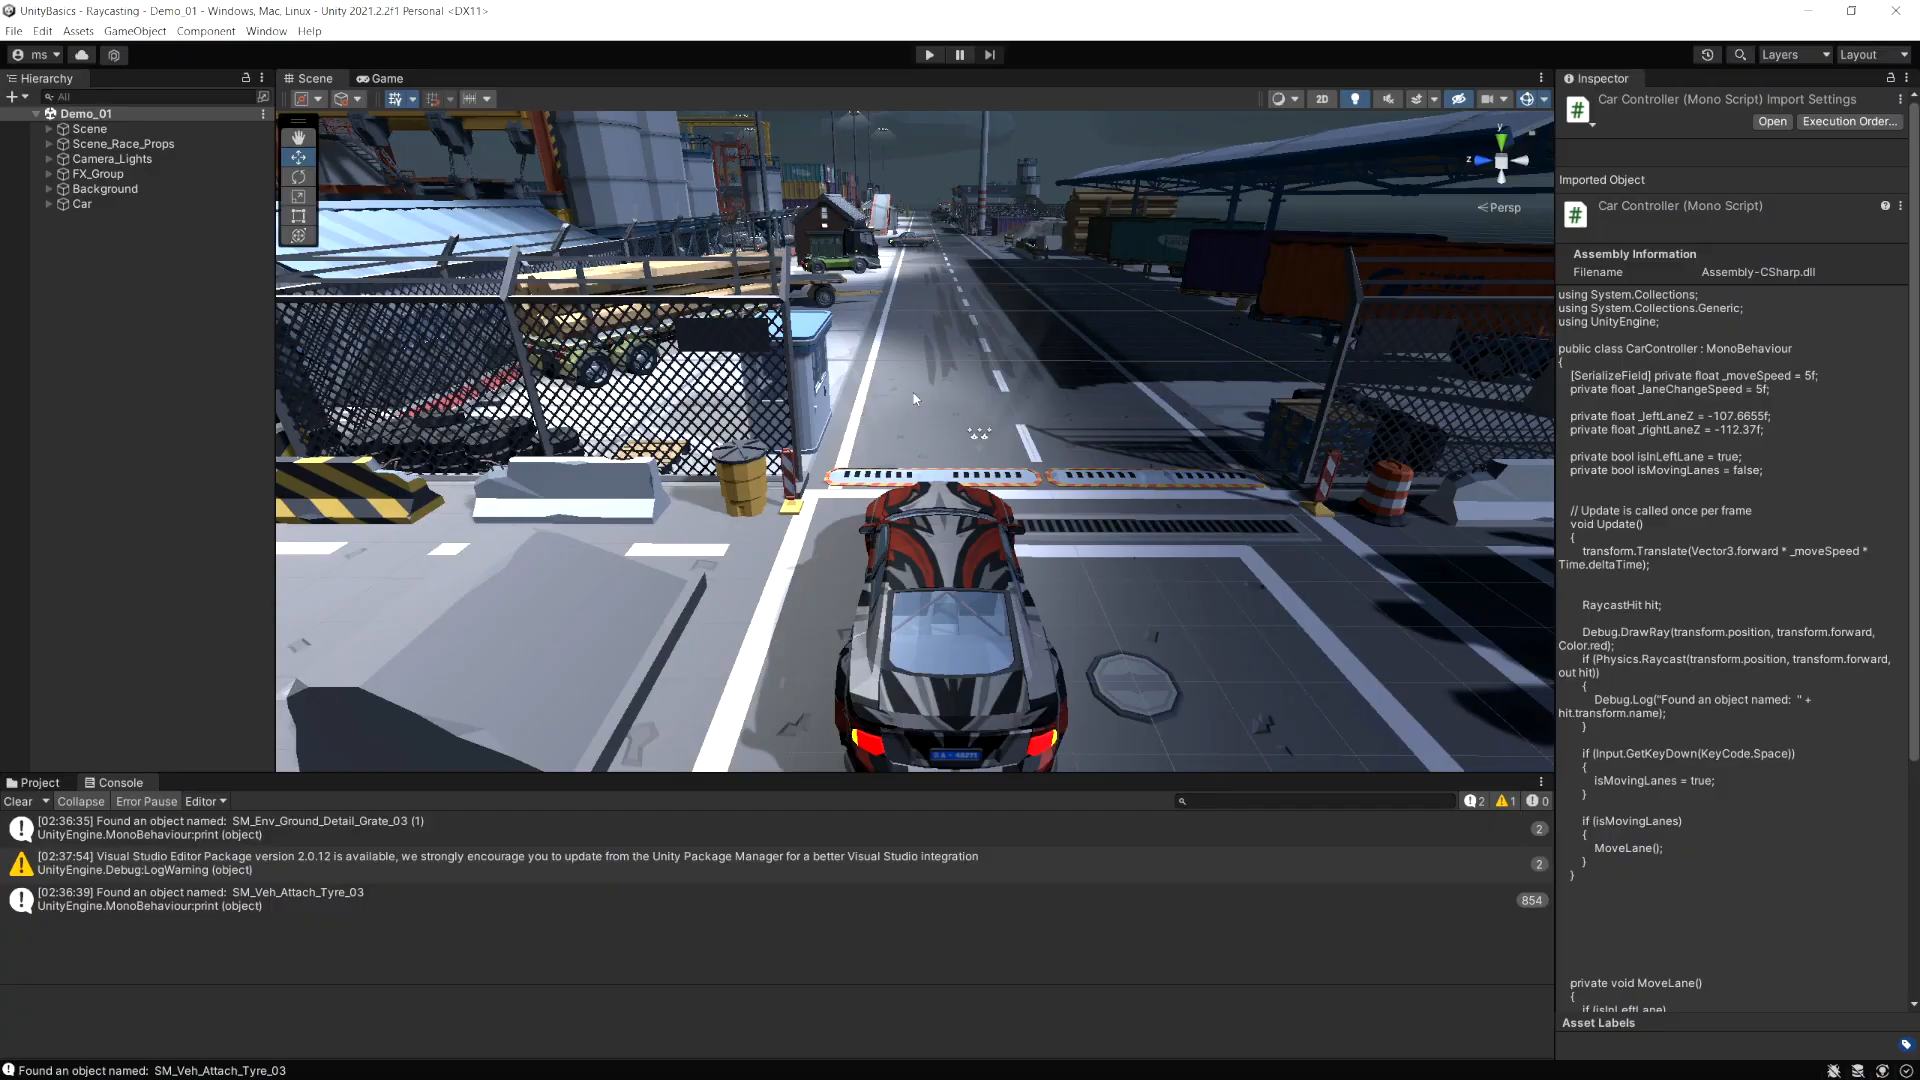 UnityBasics - Raycasting - Demo_01 - Windows, Mac, Linux - Unity 2021.2.2f1 Personal <DX11>
File Edit Assets GameObject Component Window Help
ms
Layers
Layout
Hierarchy
All
Demo_01
Scene
Scene_Race_Props
Camera_Lights
FX_Group
Background
Car
Scene
Game
2D
y
z
Persp
Project
Console
Clear
Collapse
Error Pause
Editor
2
1
0
[02:36:35] Found an object named:  SM_Env_Ground_Detail_Grate_03 (1)
UnityEngine.MonoBehaviour:print (object)
2
[02:37:54] Visual Studio Editor Package version 2.0.12 is available, we strongly encourage you to update from the Unity Package Manager for a better Visual Studio integration
UnityEngine.Debug:LogWarning (object)
2
[02:36:39] Found an object named:  SM_Veh_Attach_Tyre_03
UnityEngine.MonoBehaviour:print (object)
854
Found an object named:  SM_Veh_Attach_Tyre_03
Inspector
Car Controller (Mono Script) Import Settings
Open
Execution Order...
Imported Object
Car Controller (Mono Script)
Assembly Information
Filename Assembly-CSharp.dll
using System.Collections;
using System.Collections.Generic;
using UnityEngine;
public class CarController : MonoBehaviour
{
[SerializeField] private float _moveSpeed = 5f;
private float _laneChangeSpeed = 5f;
private float _leftLaneZ = -107.6655f;
private float _rightLaneZ = -112.37f;
private bool isInLeftLane = true;
private bool isMovingLanes = false;
// Update is called once per frame
void Update()
{
transform.Translate(Vector3.forward * _moveSpeed *
Time.deltaTime);
RaycastHit hit;
Debug.DrawRay(transform.position, transform.forward,
Color.red);
if (Physics.Raycast(transform.position, transform.forward,
out hit))
{
Debug.Log("Found an object named:  " +
hit.transform.name);
}
if (Input.GetKeyDown(KeyCode.Space))
{
isMovingLanes = true;
}
if (isMovingLanes)
{
MoveLane();
}
}
private void MoveLane()
{
if (isInLeftLane)
Asset Labels